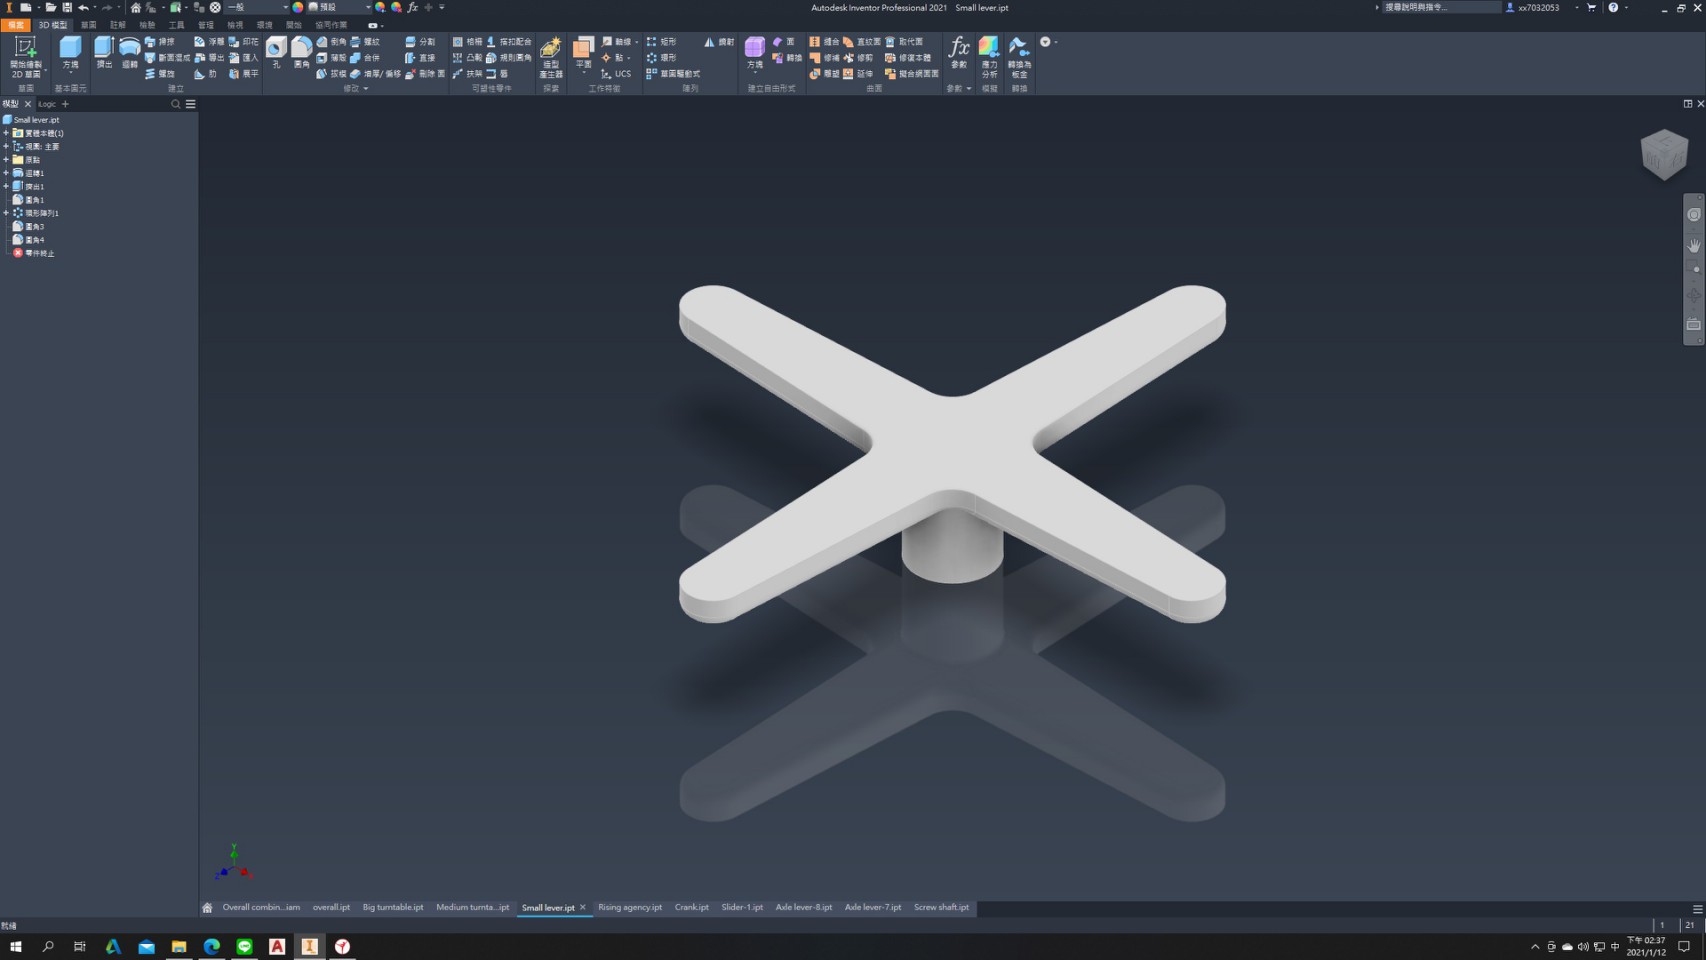 一般
預設
Autodesk Inventor Professional 2021 Small lever.ipt
搜尋說明與指令...
xx7032053
檔案 3D 模型 草圖 註解 檢驗 工具 管理 檢視 環境 開始 協同作業
開始繪製
2D 草圖
草圖
方塊
基本圖元
擠出 迴轉
掃掠 浮雕 印花
斷面混成 導出 匯入
螺旋 肋 展平
建立
孔 圓角
倒角 螺紋 分割
薄殼 合併 直接
拔模 增厚/偏移 刪除面
修改
格柵 搭扣配合
凸轂 規則圓角
扶架 唇
可塑性零件
造型
產生器
探索
平面
軸線
點
UCS
工作特徵
矩形 鏡射
環形
草圖驅動式
陣列
方塊
面
轉換
建立自由形式
縫合 直紋面 取代面
修補 修剪 修復本體
雕塑 延伸 擬合網面
曲面
fx
參數
參數
應力
分析
模擬
轉換為
鈑金
轉換
模型 iLogic
Small lever.ipt
實體本體(1)
視圖: 主要
原點
迴轉1
擠出1
圓角1
環形陣列1
圓角3
圓角4
零件終止
Y
Z
Overall combin...iam overall.ipt Big turntable.ipt Medium turnta...ipt Small lever.ipt Rising agency.ipt Crank.ipt Slider-1.ipt Axle lever-8.ipt Axle lever-7.ipt Screw shaft.ipt
就緒
1 21
中
下午 02:37
2021/1/12